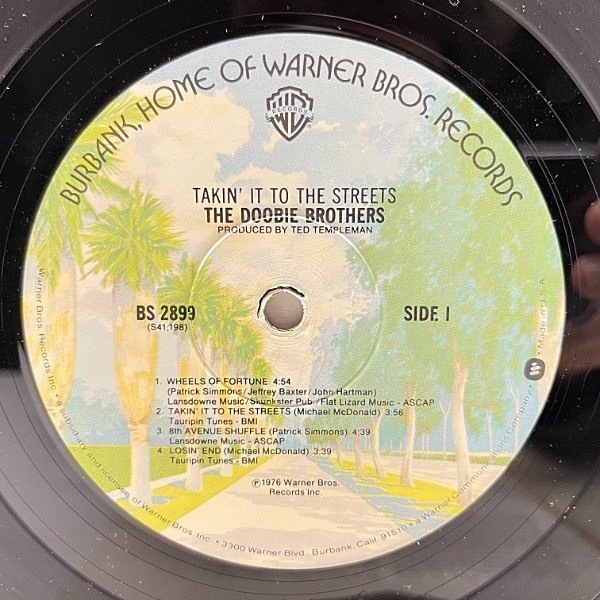 BURBANK, HOME OF WARNER BROS. RECORDS
WB
RECORDS
TAKIN' IT TO THE STREETS
THE DOOBIE BROTHERS
PRODUCED BY TED TEMPLEMAN
BS 2899
(S41,198)
SIDE 1
1. WHEELS OF FORTUNE 4:54
(Patrick Simmons/Jeffrey Baxter/John Hartman)
Lansdowne Music/Skunkster Pub./Flat Lizard Music - ASCAP
2. TAKIN' IT TO THE STREETS (Michael McDonald) 3:56
Tauripin Tunes - BMI
3. 8th AVENUE SHUFFLE (Patrick Simmons) 4:39
Lansdowne Music - ASCAP
4. LOSIN' END (Michael McDonald) 3:39
Tauripin Tunes - BMI
℗1976 Warner Bros.
Records Inc.
Warner Bros. Records Inc. • a subsidiary and licensee of Warner Bros. Inc. • 3300 Warner Blvd., Burbank, Calif. 91510 • a Warner Communications Company • Made in U.S.A.